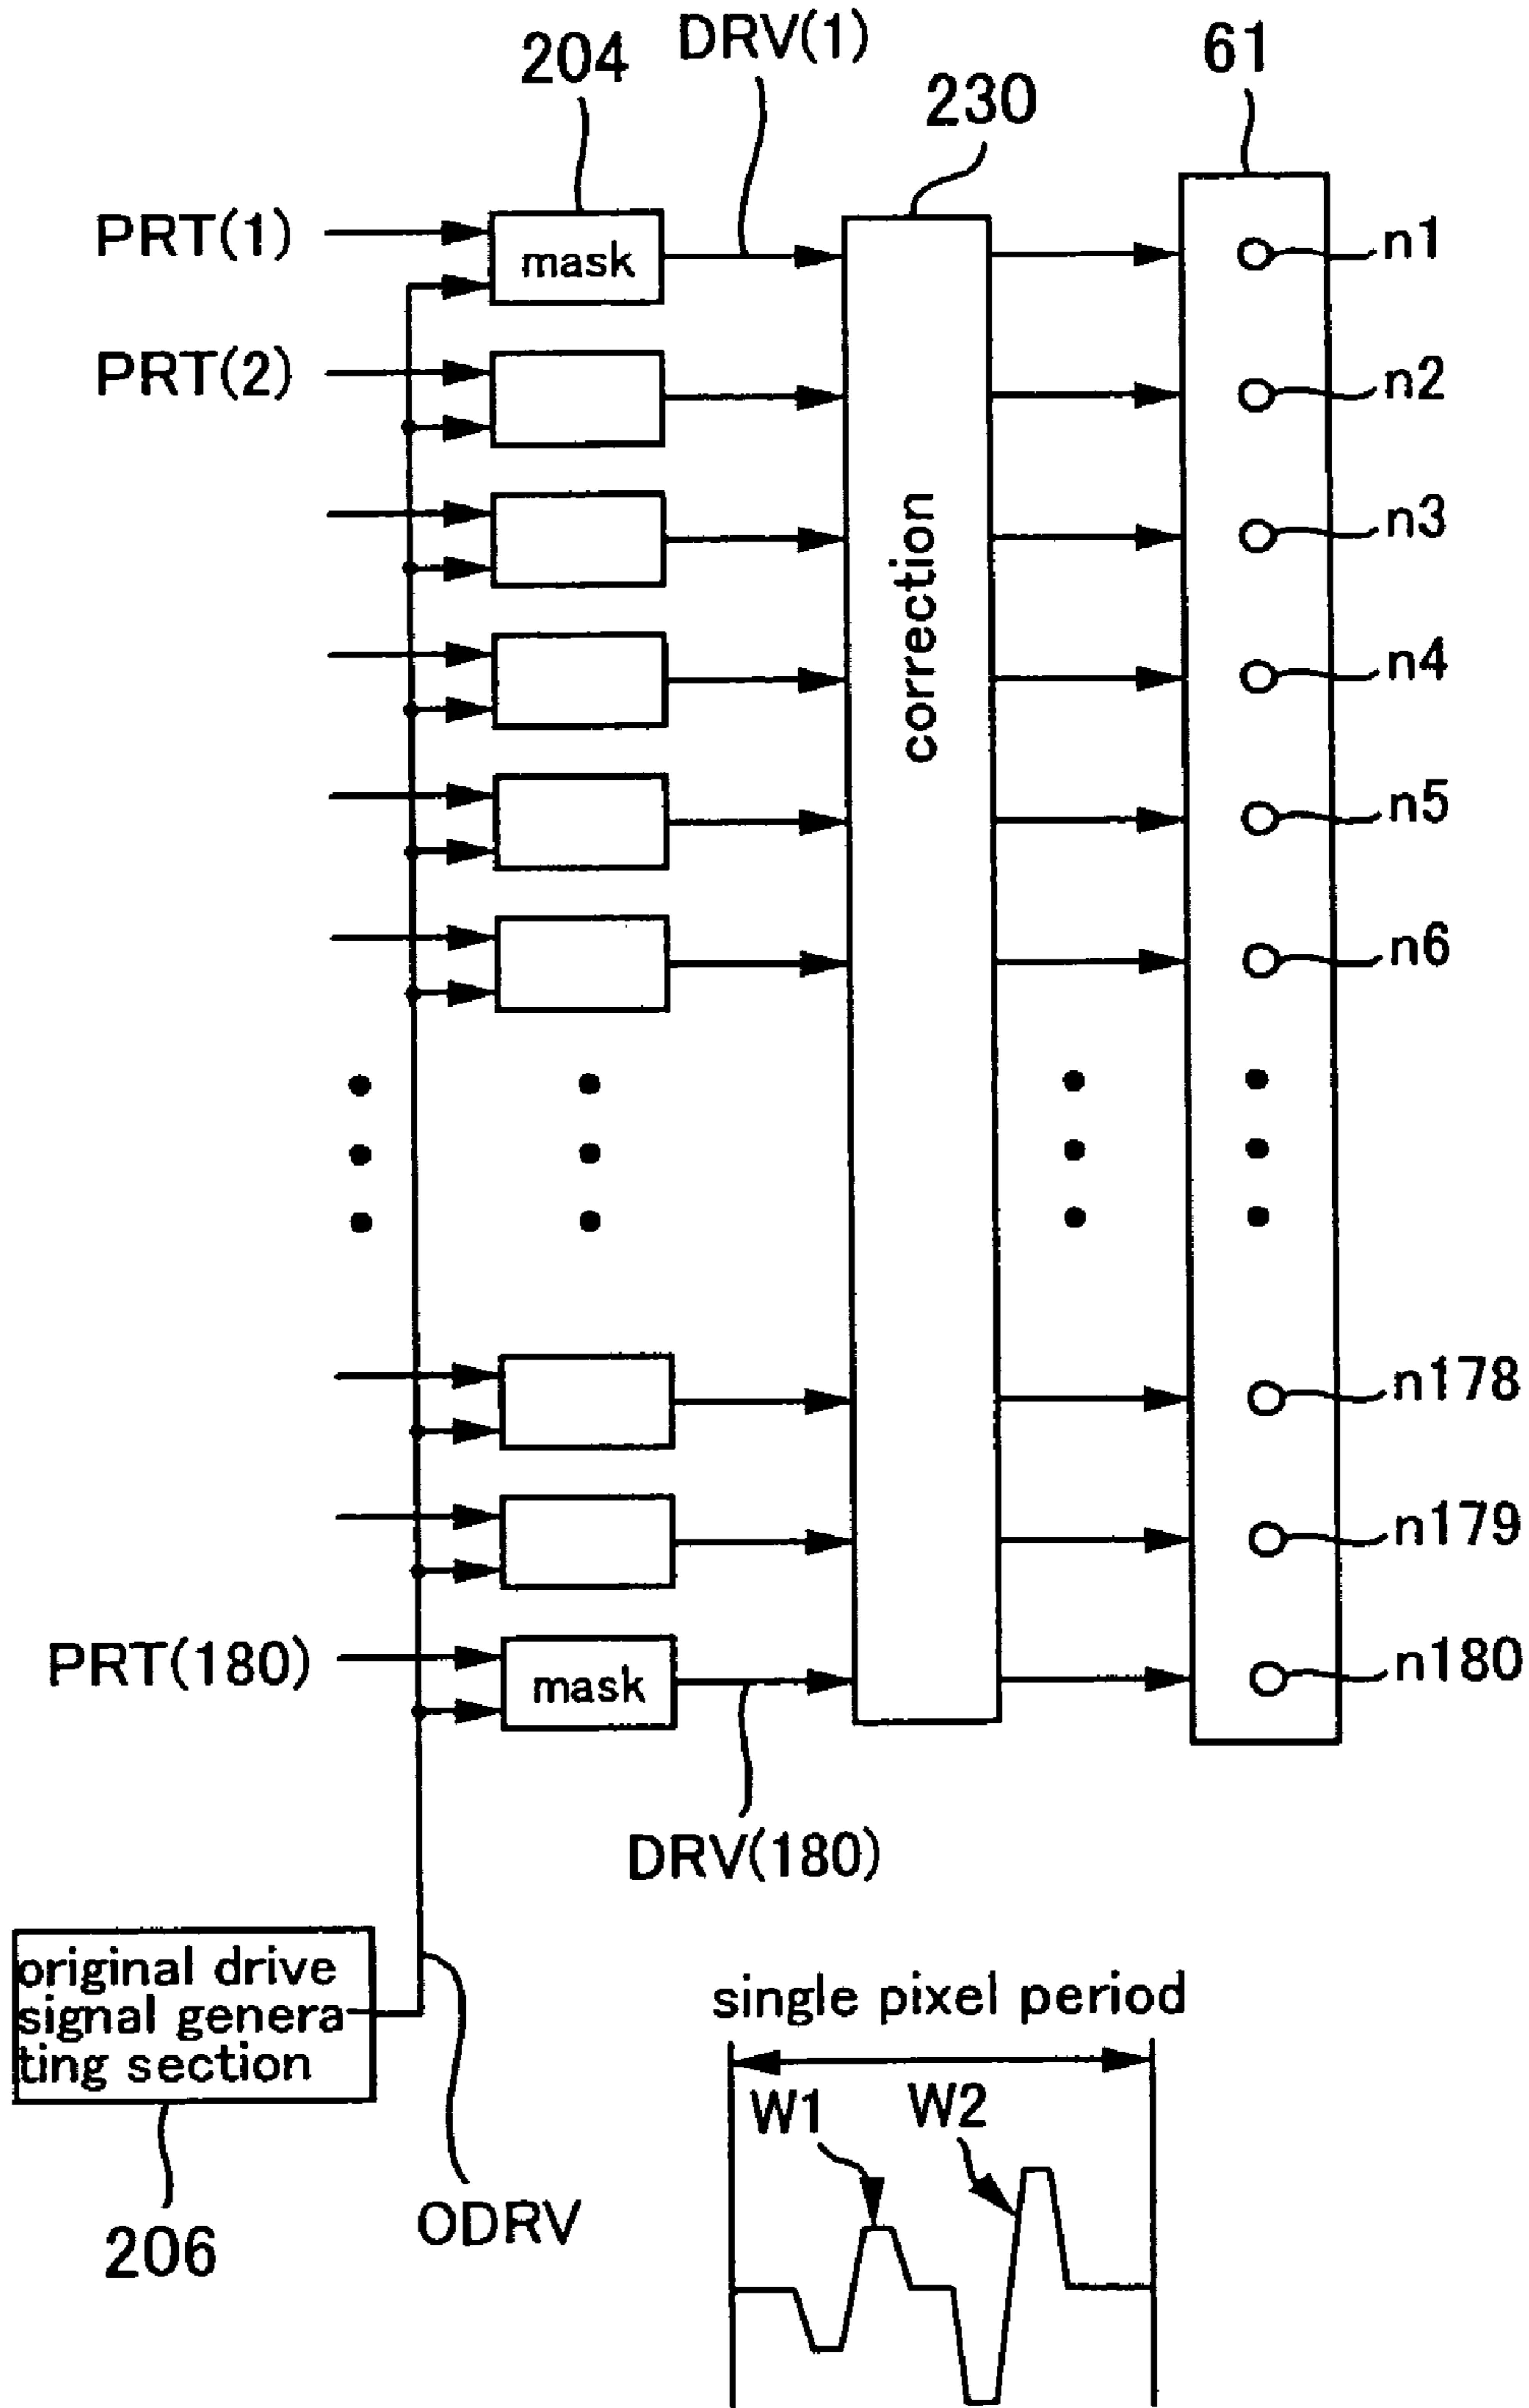 204
DRV(1)
230
61
PRT(1)
mask
n1
PRT(2)
n2
n3
correction
n4
n5
n6
n178
n179
PRT(180)
mask
n180
DRV(180)
original drive
signal genera-
ting section
206
ODRV
single pixel period
W1
W2